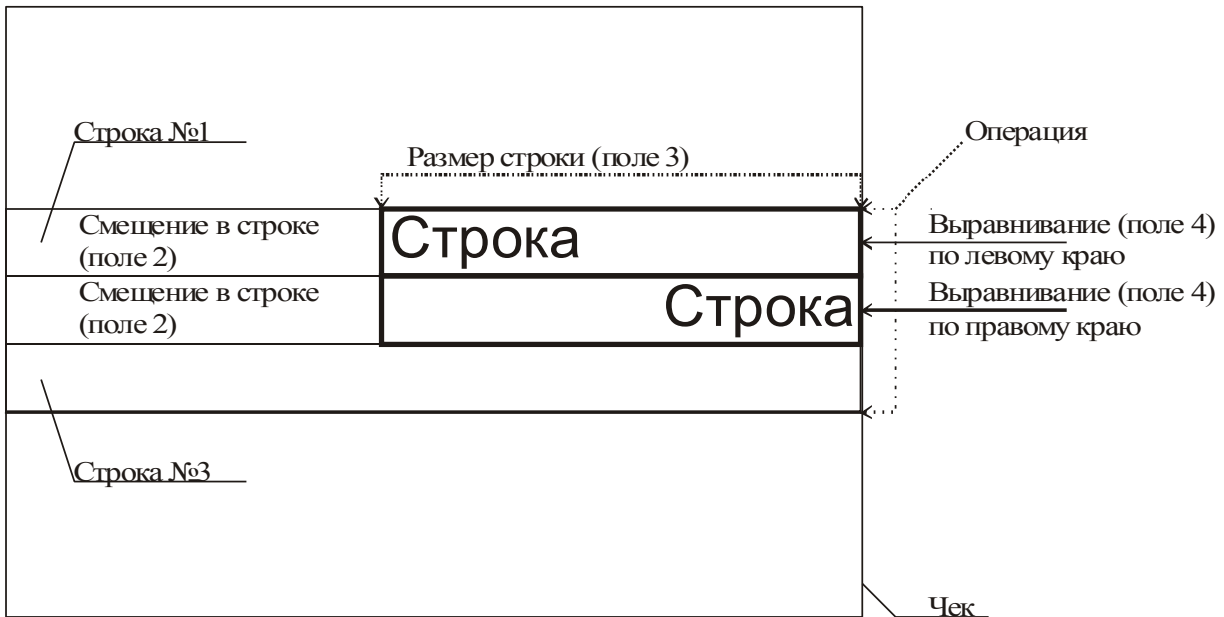 Строка №1
Операция
Размер строки (поле 3)
Смещение в строке
(поле 2)
Строка
Выравнивание (поле 4)
по левому краю
Смещение в строке
(поле 2)
Строка
Выравнивание (поле 4)
по правому краю
Строка №3
Чек